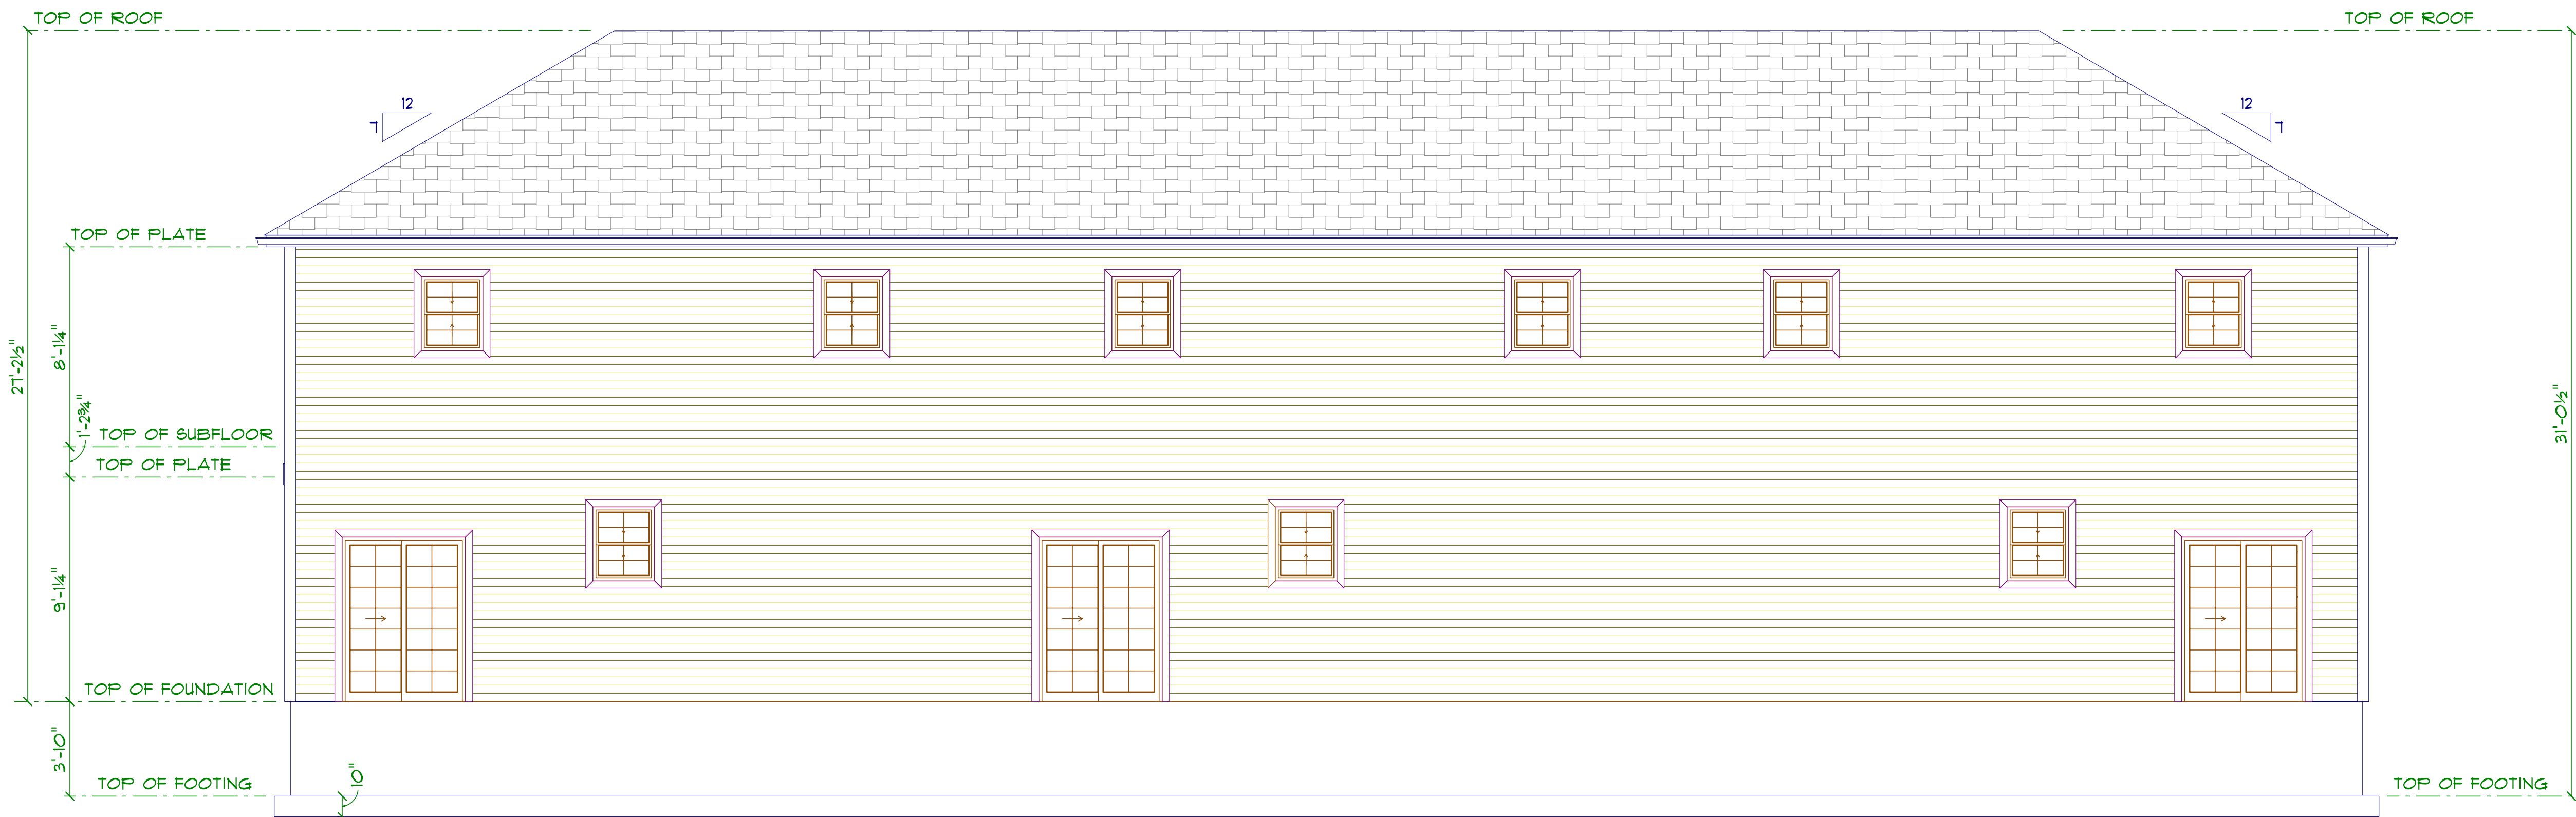 TOP OF ROOF
TOP OF ROOF
12
7
12
7
TOP OF PLATE
27'-2½"
8'-1¼"
1'-2¾"
TOP OF SUBFLOOR
TOP OF PLATE
31'-0½"
9'-1¼"
TOP OF FOUNDATION
3'-10"
TOP OF FOOTING
10"
TOP OF FOOTING